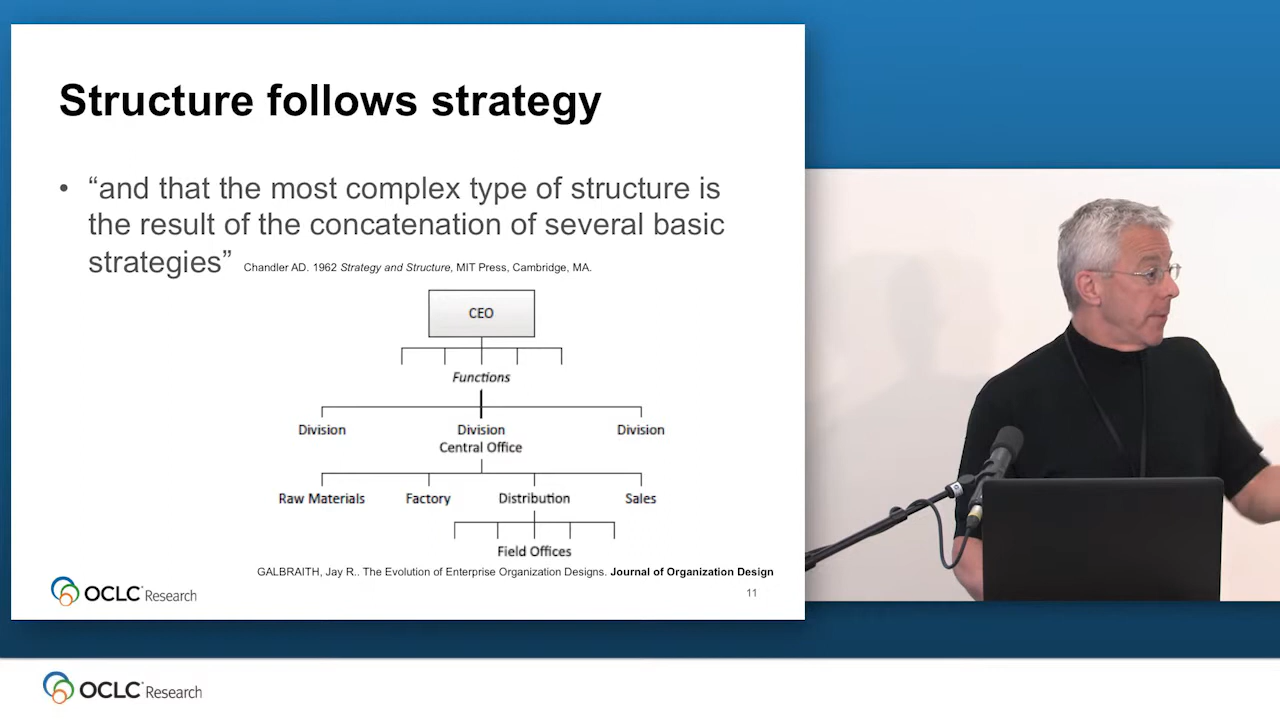 Structure follows strategy
• “and that the most complex type of structure is
the result of the concatenation of several basic
strategies” Chandler AD. 1962 Strategy and Structure, MIT Press, Cambridge, MA.
CEO
Functions
Division Division Division
Central Office
Raw Materials Factory Distribution Sales
Field Offices
GALBRAITH, Jay R.. The Evolution of Enterprise Organization Designs. Journal of Organization Design
OCLC Research
11
OCLC Research